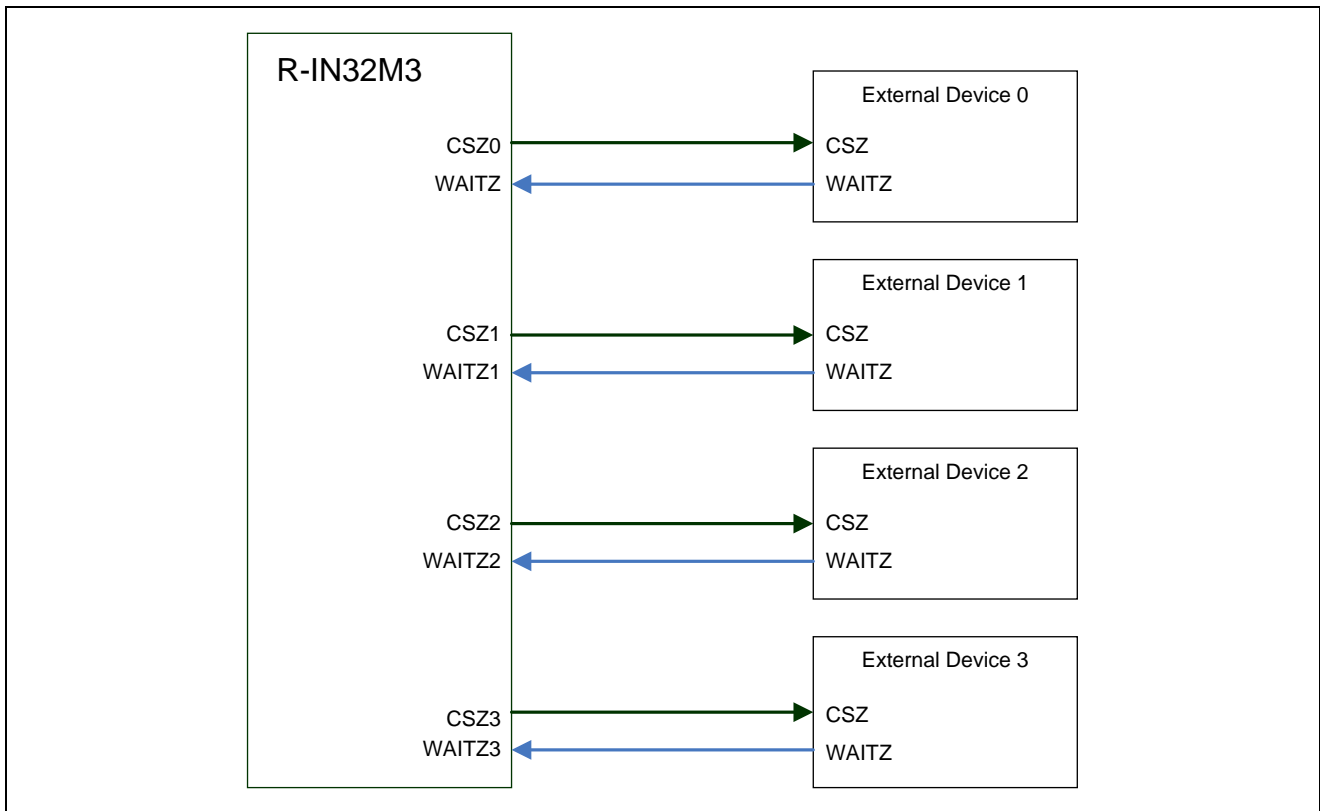 R-IN32M3
External Device 0
CSZ0
CSZ
WAITZ
WAITZ
External Device 1
CSZ1
CSZ
WAITZ1
WAITZ
External Device 2
CSZ2
CSZ
WAITZ2
WAITZ
External Device 3
CSZ3
CSZ
WAITZ3
WAITZ